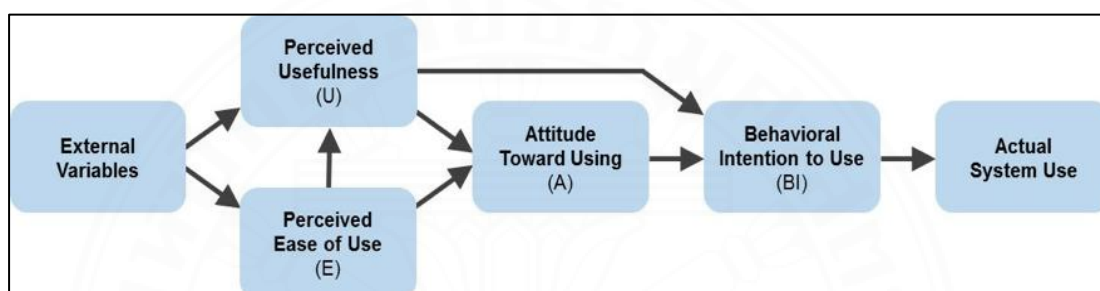 External
Variables
Perceived
Usefulness
(U)
Perceived
Ease of Use
(E)
Attitude
Toward Using
(A)
Behavioral
Intention to Use
(BI)
Actual
System Use